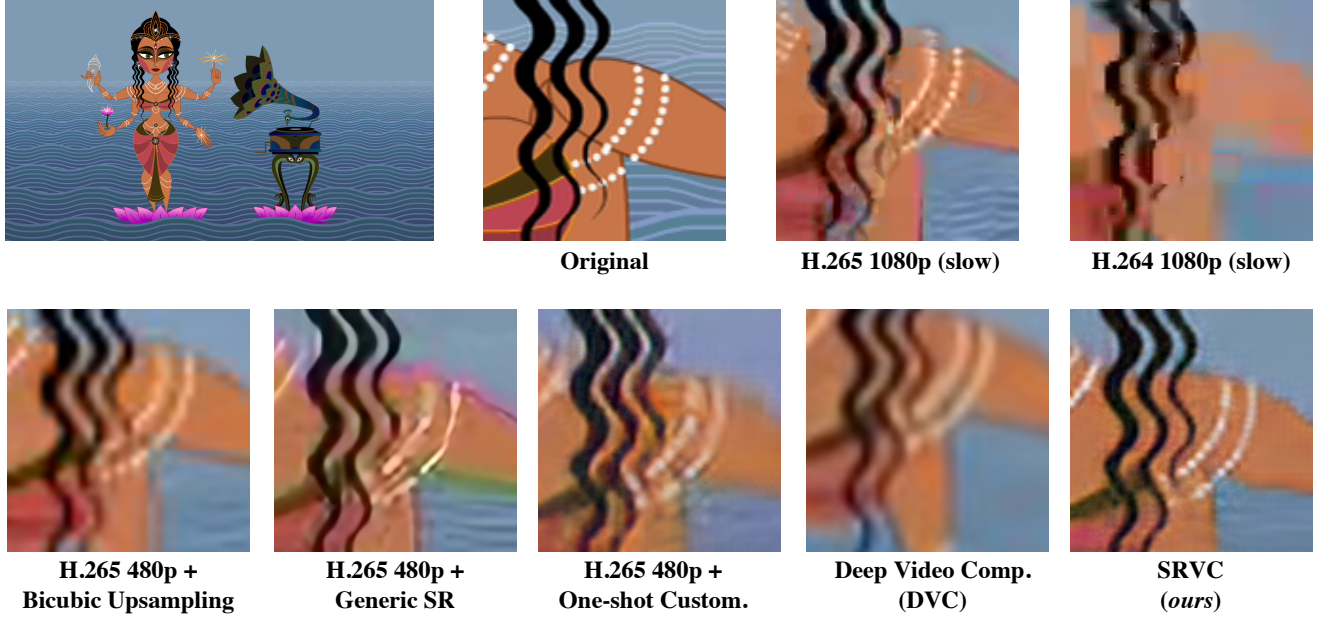 Original
H.265 1080p (slow)
H.264 1080p (slow)
H.265 480p +
Bicubic Upsampling
H.265 480p +
Generic SR
H.265 480p +
One-shot Custom.
Deep Video Comp.
(DVC)
SRVC
(ours)